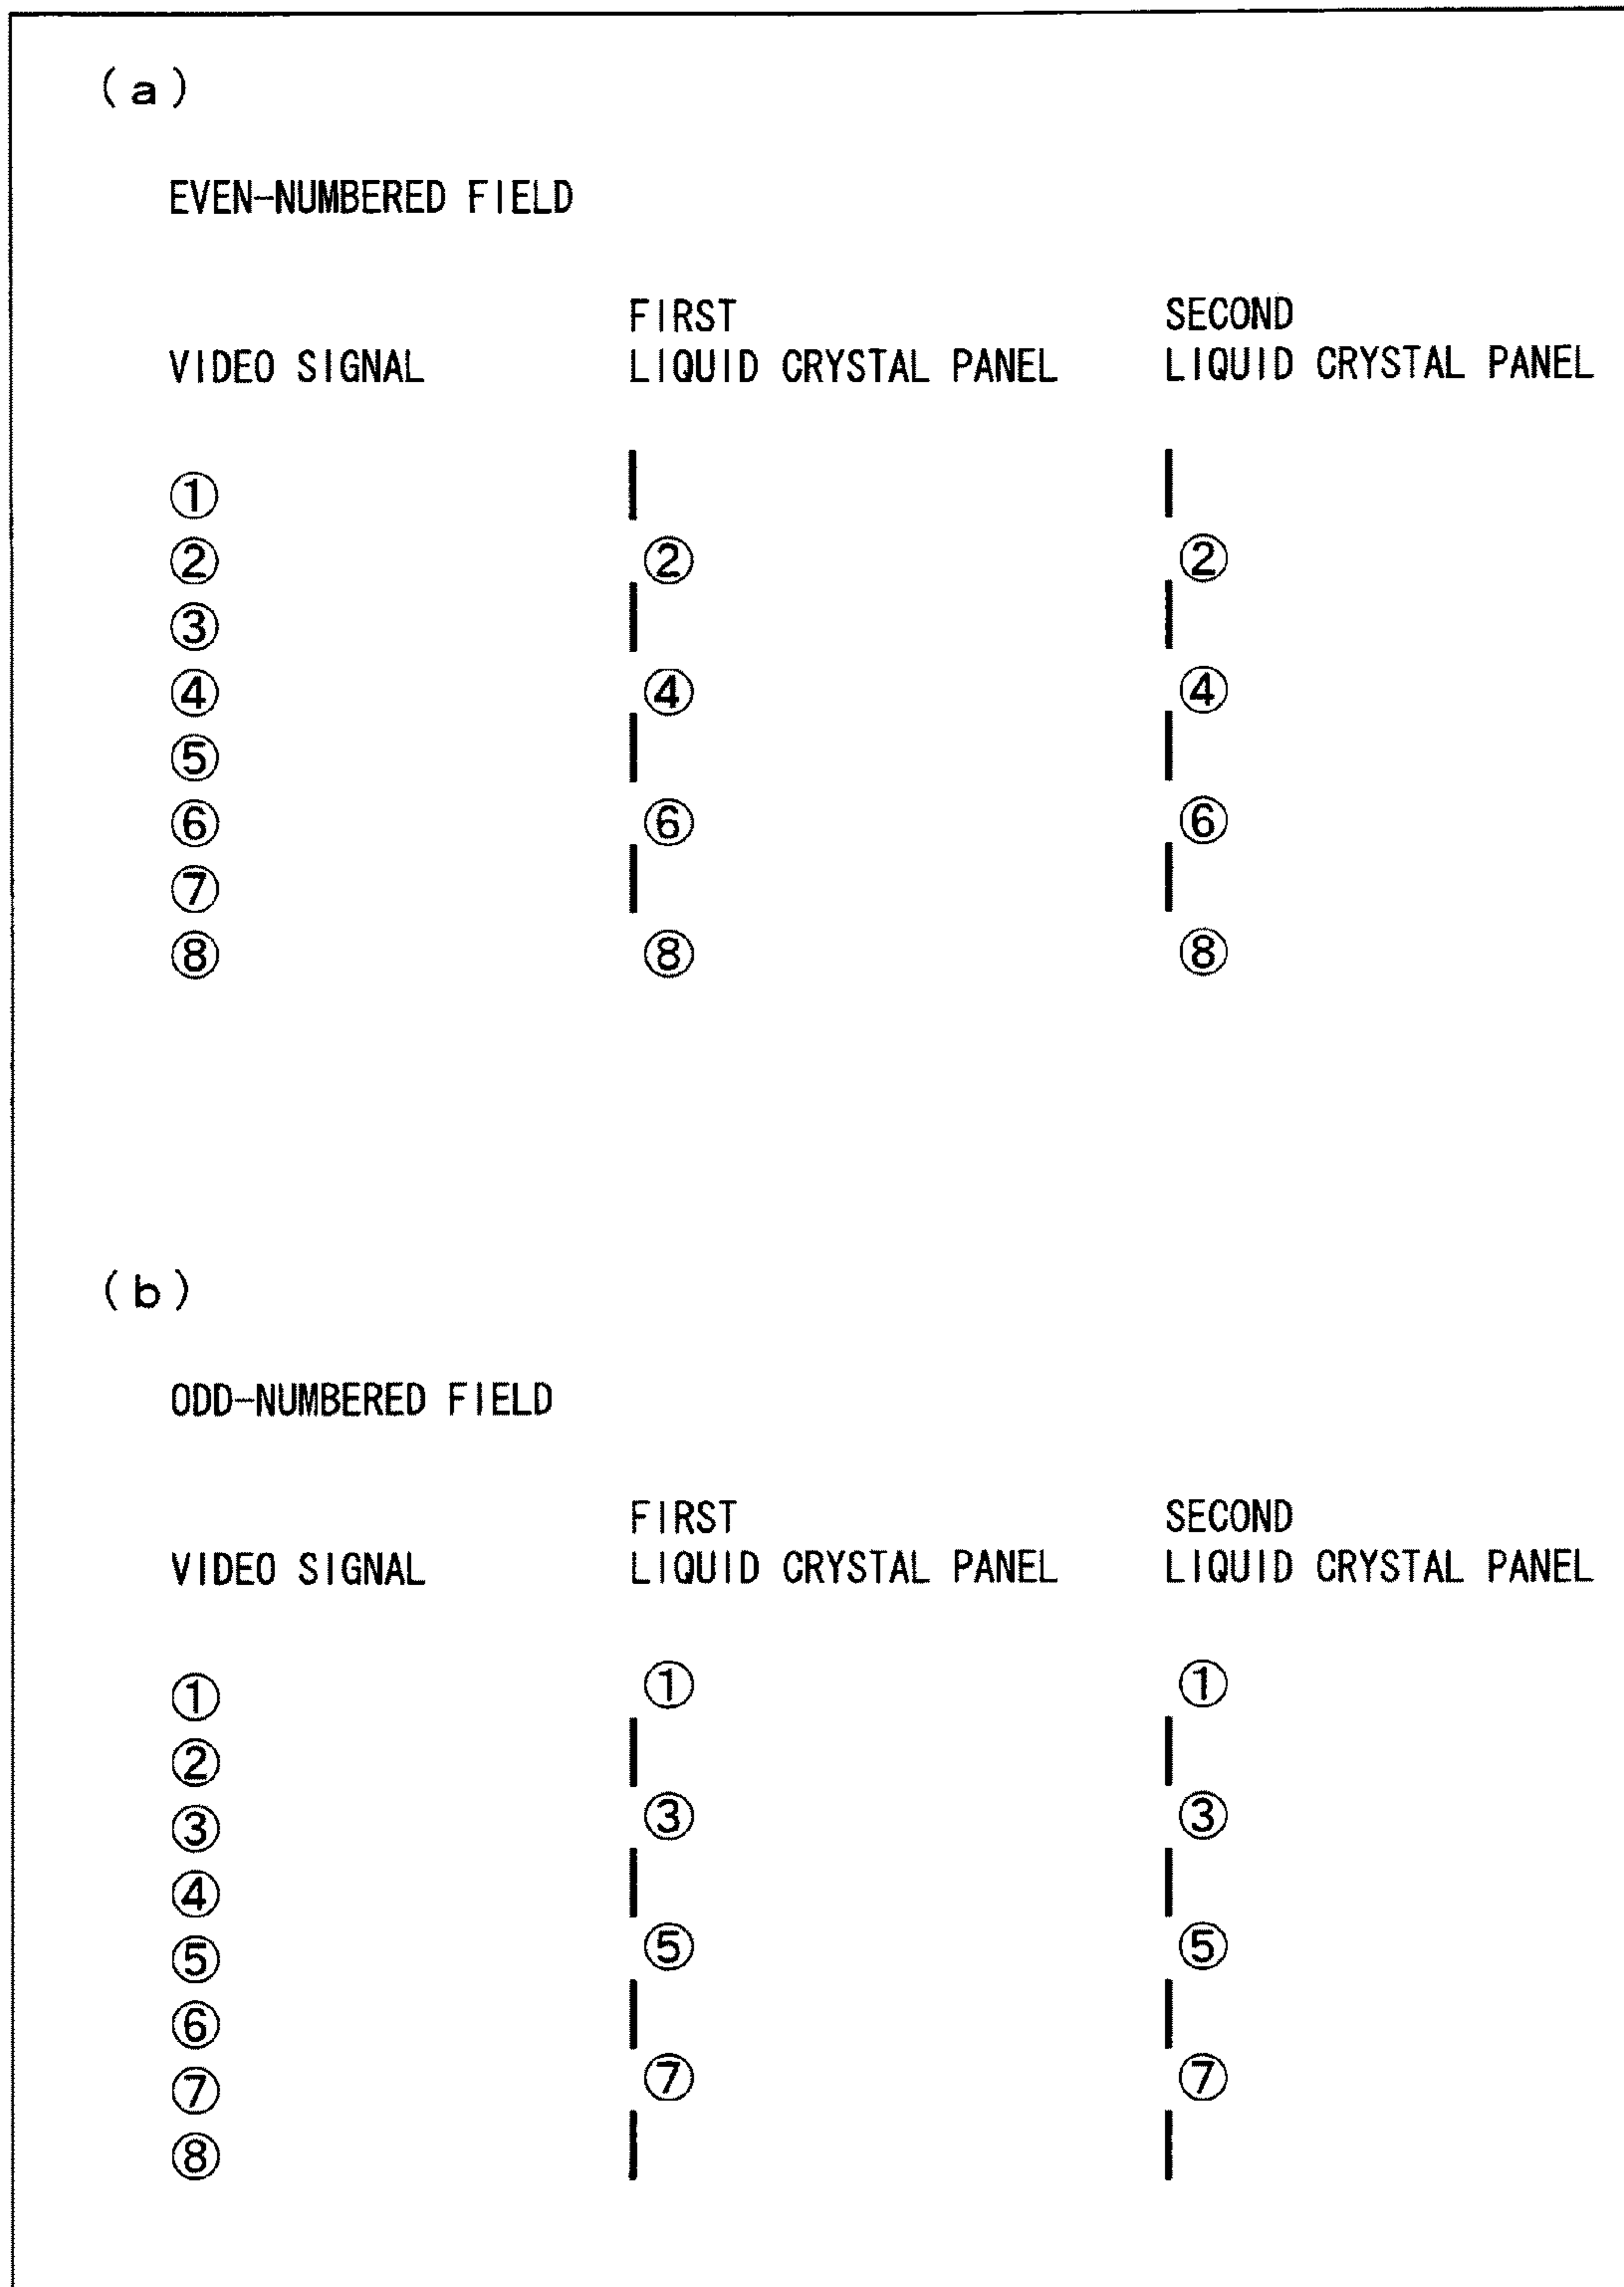 (a)
EVEN-NUMBERED FIELD
VIDEO SIGNAL
FIRST
LIQUID CRYSTAL PANEL
SECOND
LIQUID CRYSTAL PANEL
①
② ② ②
③
④ ④ ④
⑤
⑥ ⑥ ⑥
⑦
⑧ ⑧ ⑧
(b)
ODD-NUMBERED FIELD
VIDEO SIGNAL
FIRST
LIQUID CRYSTAL PANEL
SECOND
LIQUID CRYSTAL PANEL
① ① ①
②
③ ③ ③
④
⑤ ⑤ ⑤
⑥
⑦ ⑦ ⑦
⑧